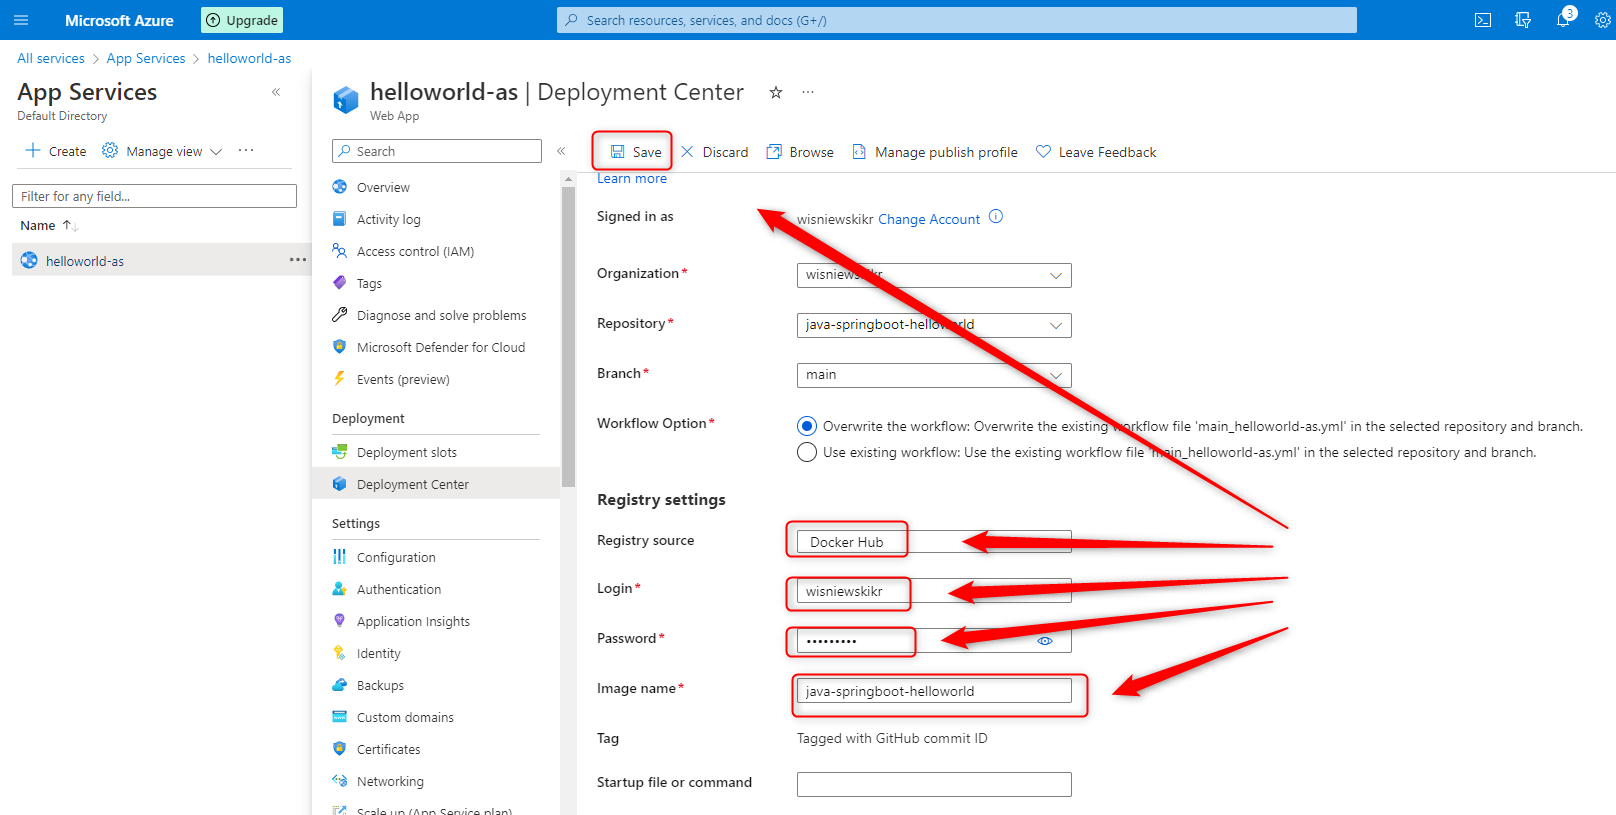 Microsoft Azure
Upgrade
Search resources, services, and docs (G+/)
3
All services > App Services > helloworld-as
App Services
Default Directory
Create
Manage view
Filter for any field...
Name
helloworld-as
helloworld-as | Deployment Center
Web App
Search
Overview
Activity log
Access control (IAM)
Tags
Diagnose and solve problems
Microsoft Defender for Cloud
Events (preview)
Deployment
Deployment slots
Deployment Center
Settings
Configuration
Authentication
Application Insights
Identity
Backups
Custom domains
Certificates
Networking
Scale up (App Service plan)
Save
Discard
Browse
Manage publish profile
Leave Feedback
Learn more
Signed in as
wisniewskikr Change Account
Organization*
wisniewskikr
Repository*
java-springboot-helloworld
Branch*
main
Workflow Option*
Overwrite the workflow: Overwrite the existing workflow file 'main_helloworld-as.yml' in the selected repository and branch.
Use existing workflow: Use the existing workflow file 'main_helloworld-as.yml' in the selected repository and branch.
Registry settings
Registry source
Docker Hub
Login*
wisniewskikr
Password*
•••••••••
Image name*
java-springboot-helloworld
Tag
Tagged with GitHub commit ID
Startup file or command